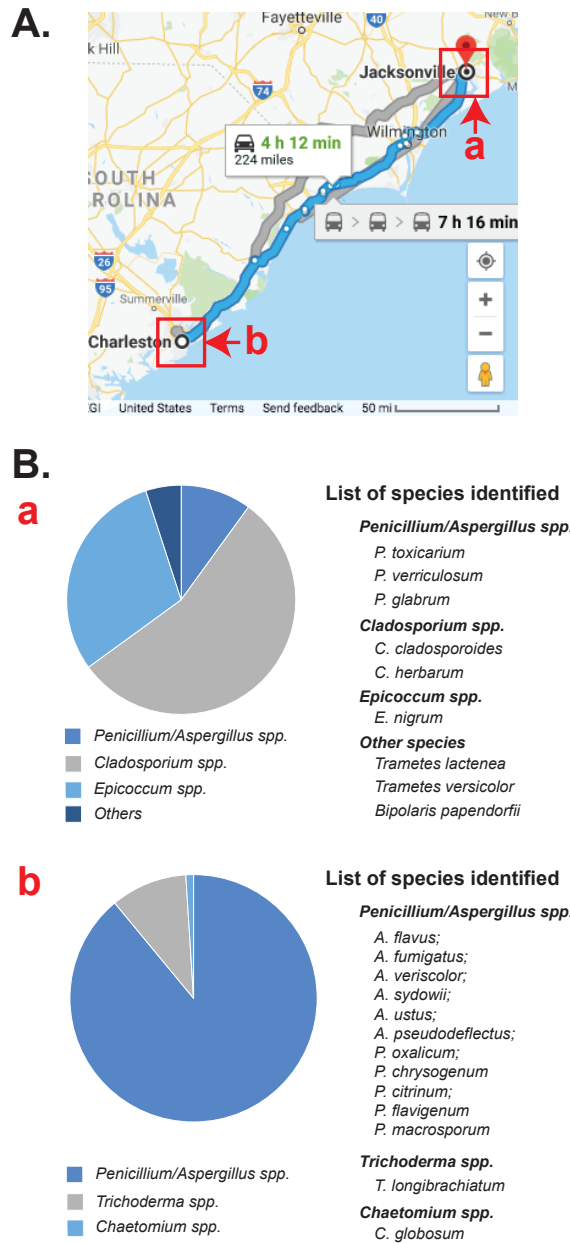 A.
Fayetteville
40
New B
k Hill
Jacksonville
74
a
Wilmington
4 h 12 min
224 miles
SOUTH
ROLINA
7 h 16 min
26
95
Summerville
Charleston
b
GI United States Terms Send feedback 50 mi
B.
a
List of species identified
Penicillium/Aspergillus spp.
P. toxicarium
P. verriculosum
P. glabrum
Cladosporium spp.
C. cladosporoides
C. herbarum
Epicoccum spp.
E. nigrum
Other species
Trametes lactenea
Trametes versicolor
Bipolaris papendorfii
Penicillium/Aspergillus spp.
Cladosporium spp.
Epicoccum spp.
Others
b
List of species identified
Penicillium/Aspergillus spp.
A. flavus;
A. fumigatus;
A. veriscolor;
A. sydowii;
A. ustus;
A. pseudodeflectus;
P. oxalicum;
P. chrysogenum
P. citrinum;
P. flavigenum
P. macrosporum
Trichoderma spp.
T. longibrachiatum
Chaetomium spp.
C. globosum
Penicillium/Aspergillus spp.
Trichoderma spp.
Chaetomium spp.